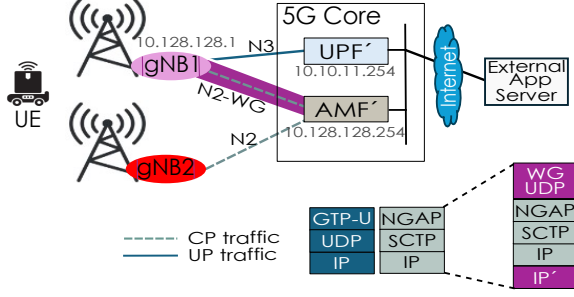 5G Core
10.128.128.1
N3
UPF´
10.10.11.254
gNB1
N2-WG
AMF´
10.128.128.254
Internet
External
App
Server
UE
N2
gNB2
CP traffic
UP traffic
GTP-U
UDP
IP
NGAP
SCTP
IP
WG
UDP
NGAP
SCTP
IP
IP´